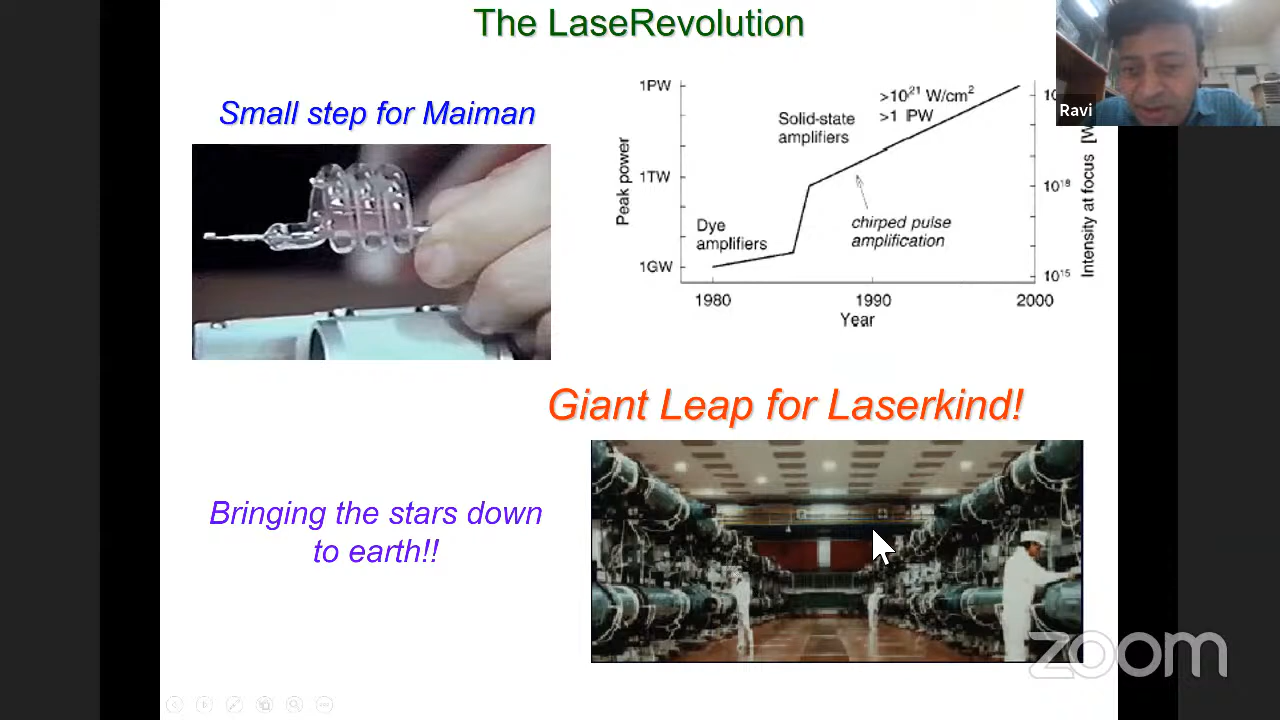 The LaseRevolution
Small step for Maiman
1PW
1TW
1GW
Peak power
Dye
amplifiers
Solid-state
amplifiers
>10²¹ W/cm²
>1 PW
chirped pulse
amplification
10¹⁸
10¹⁵
Intensity at focus
1980
1990
2000
Year
Ravi
Giant Leap for Laserkind!
Bringing the stars down
to earth!!
zoom